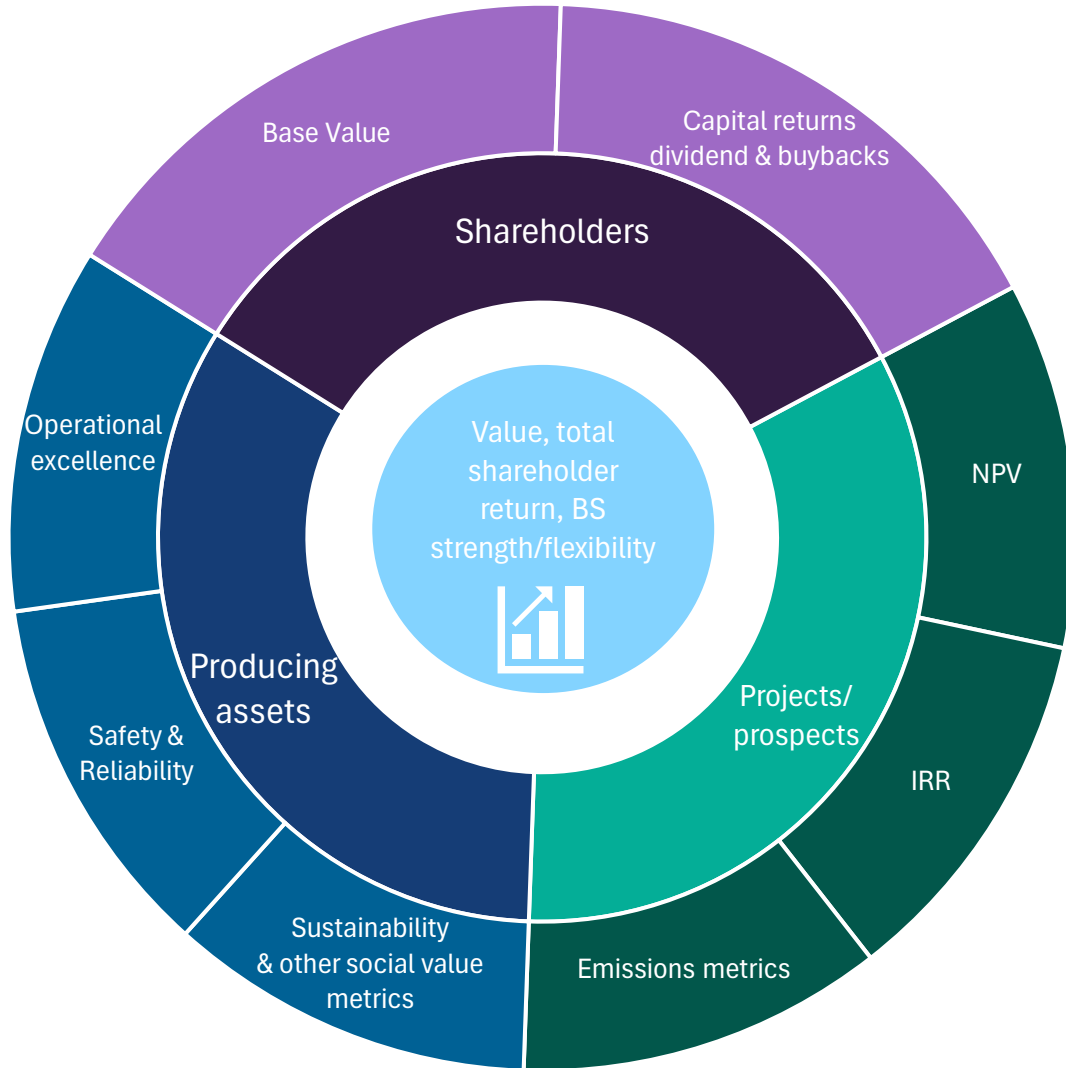 Base Value
Capital returns
dividend & buybacks
Shareholders
Operational
excellence
Value, total
shareholder
return, BS
strength/flexibility
NPV
Producing
assets
Projects/
prospects
Safety &
Reliability
IRR
Sustainability
& other social value
metrics
Emissions metrics